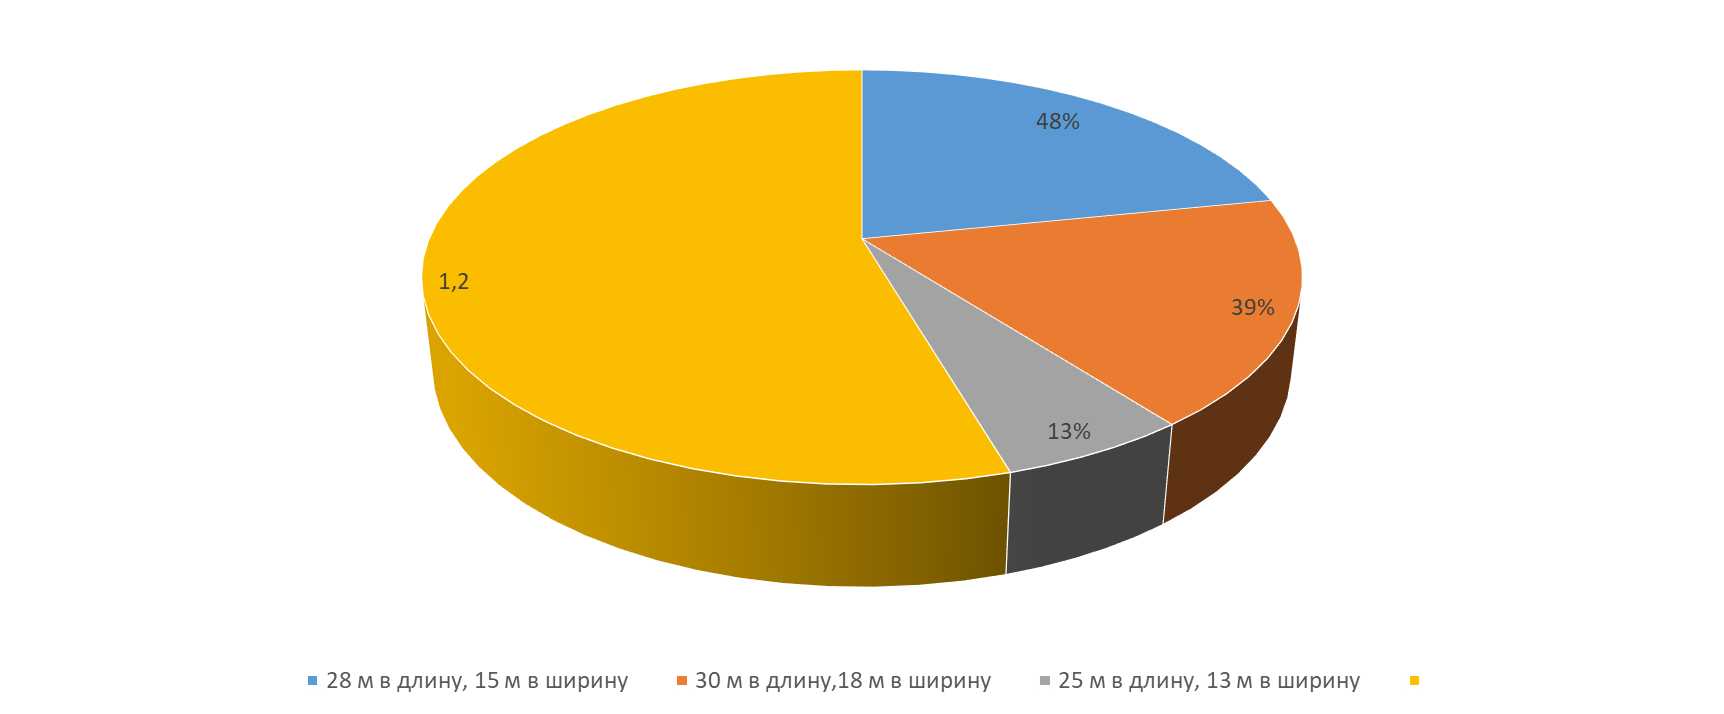 48%
1,2
39%
13%
28 м в длину, 15 м в ширину
30 м в длину,18 м в ширину
25 м в длину, 13 м в ширину